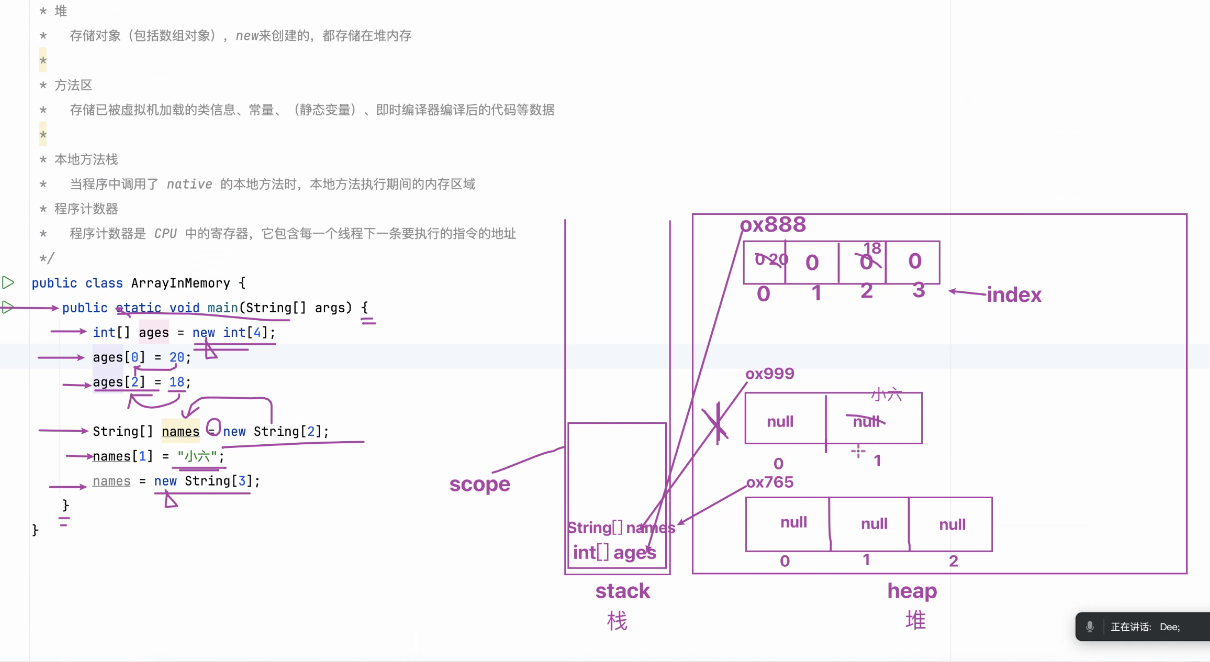 * 堆
*   存储对象（包括数组对象）,new来创建的，都存储在堆内存
*
* 方法区
*   存储已被虚拟机加载的类信息、常量、（静态变量）、即时编译器编译后的代码等数据
*
* 本地方法栈
*   当程序中调用了 native 的本地方法时，本地方法执行期间的内存区域
* 程序计数器
*   程序计数器是 CPU 中的寄存器，它包含每一个线程下一条要执行的指令的地址
*/
public class ArrayInMemory {
public static void main(String[] args) {
int[] ages = new int[4];
ages[0] = 20;
ages[2] = 18;
String[] names = new String[2];
names[1] = "小六";
names = new String[3];
}
}
scope
String[] names
int[] ages
stack
栈
ox888
0 20 0 0 18 0
0 1 2 3
index
ox999
小六
null null
0 1
ox765
null null null
0 1 2
heap
堆
正在讲话: Dee;